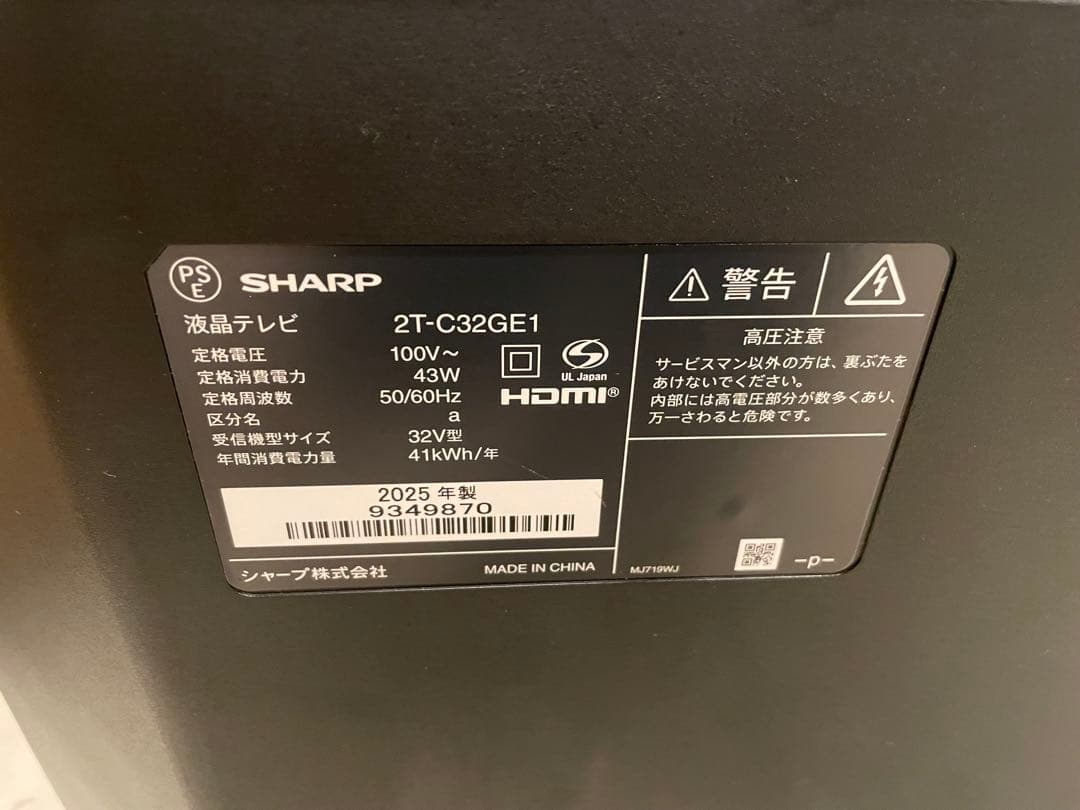 PS
E
SHARP
液晶テレビ 2T-C32GE1
定格電圧 100V～
定格消費電力 43W
定格周波数 50/60Hz
区分名 a
受信機型サイズ 32V型
年間消費電力量 41kWh/年
UL Japan
HDMI®
2025 年製
9349870
シャープ株式会社 MADE IN CHINA
警告
高圧注意
サービスマン以外の方は、裏ぶたを
あけないでください。
内部には高電圧部分が数多くあり、
万一さわると危険です。
MJ719WJ
-p-